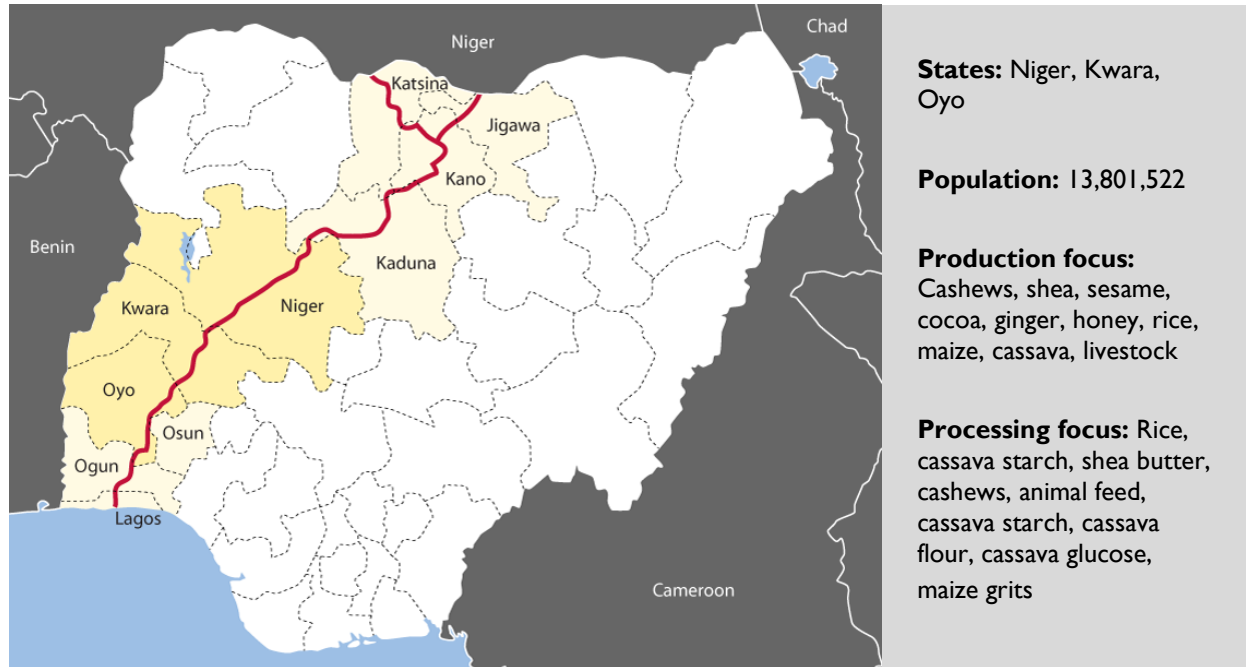 Niger
Chad
Katsina
Jigawa
Kano
Benin
Kaduna
Kwara
Niger
Oyo
Osun
Ogun
Lagos
Cameroon
States: Niger, Kwara,
Oyo
Population: 13,801,522
Production focus:
Cashews, shea, sesame,
cocoa, ginger, honey, rice,
maize, cassava, livestock
Processing focus: Rice,
cassava starch, shea butter,
cashews, animal feed,
cassava starch, cassava
flour, cassava glucose,
maize grits